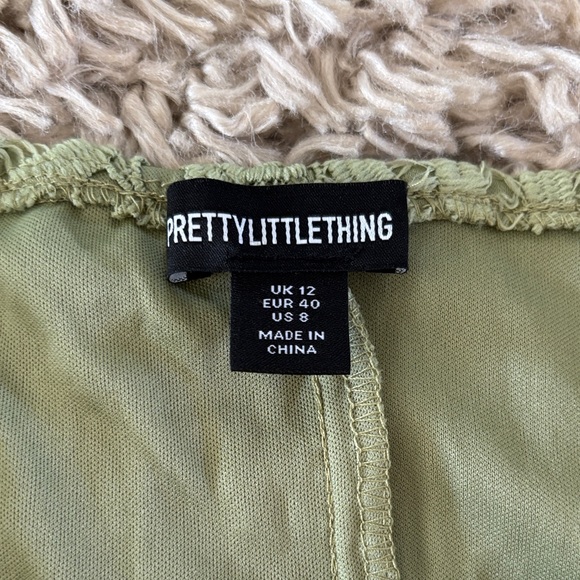 PRETTYLITTLETHING
UK 12
EUR 40
US 8
MADE IN
CHINA